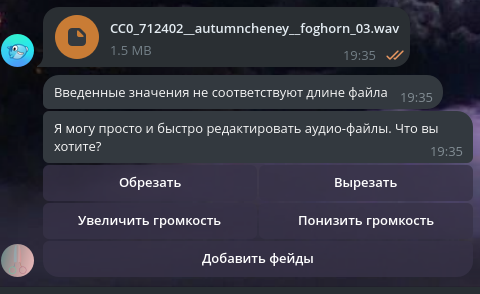 CC0_712402__autumncheney__foghorn_03.wav
1.5 MB
19:35
Введенные значения не соответствуют длине файла
19:35
Я могу просто и быстро редактировать аудио-файлы. Что вы
хотите?
19:35
Обрезать
Вырезать
Увеличить громкость
Понизить громкость
Добавить фейды